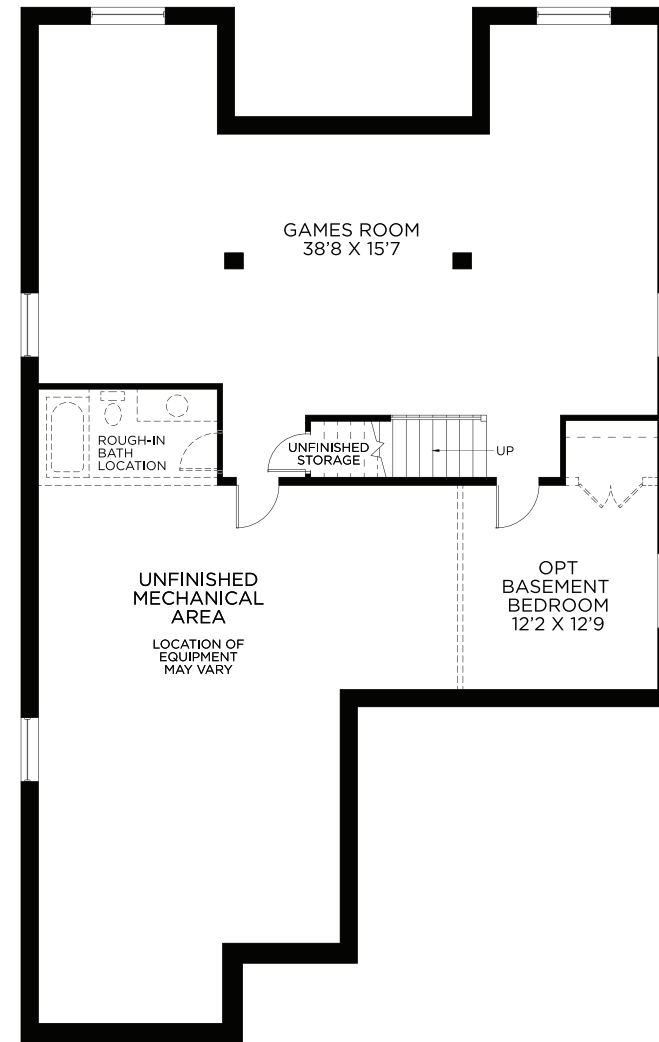 GAMES ROOM
38'8 X 15'7
ROUGH-IN
BATH
LOCATION
UNFINISHED
STORAGE
UP
UNFINISHED
MECHANICAL
AREA
LOCATION OF
EQUIPMENT
MAY VARY
OPT
BASEMENT
BEDROOM
12'2 X 12'9